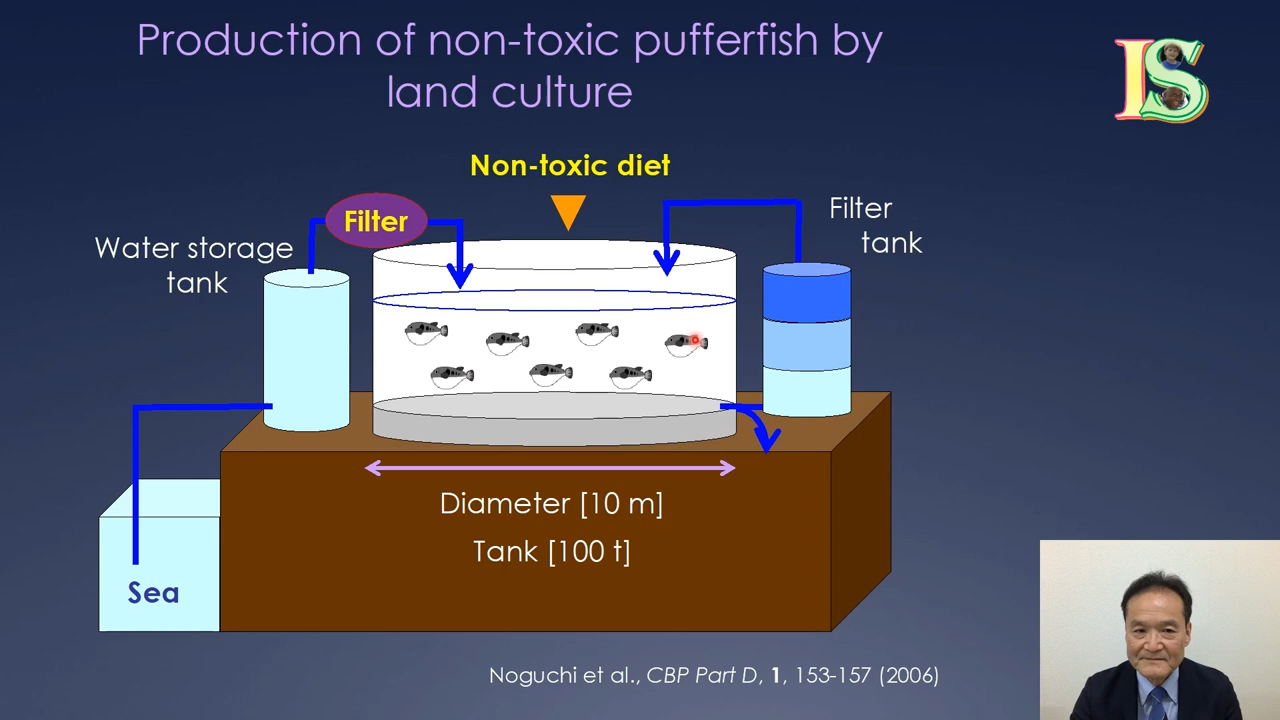 Production of non-toxic pufferfish by
land culture
IS
Non-toxic diet
Filter
Filter
tank
Water storage
tank
Diameter [10 m]
Tank [100 t]
Sea
Noguchi et al., CBP Part D, 1, 153-157 (2006)